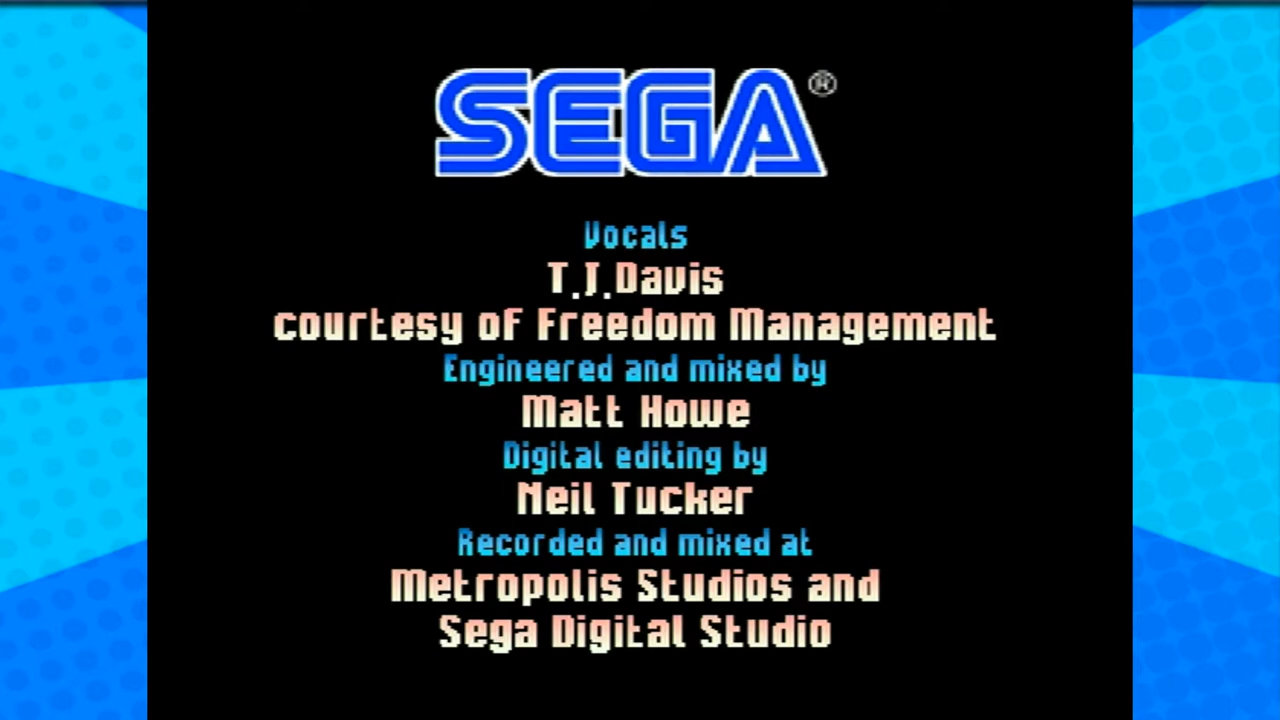 SEGA®
Vocals
T.J.Davis
courtesy of Freedom Management
Engineered and mixed by
Matt Howe
Digital editing by
Neil Tucker
Recorded and mixed at
Metropolis Studios and
Sega Digital Studio